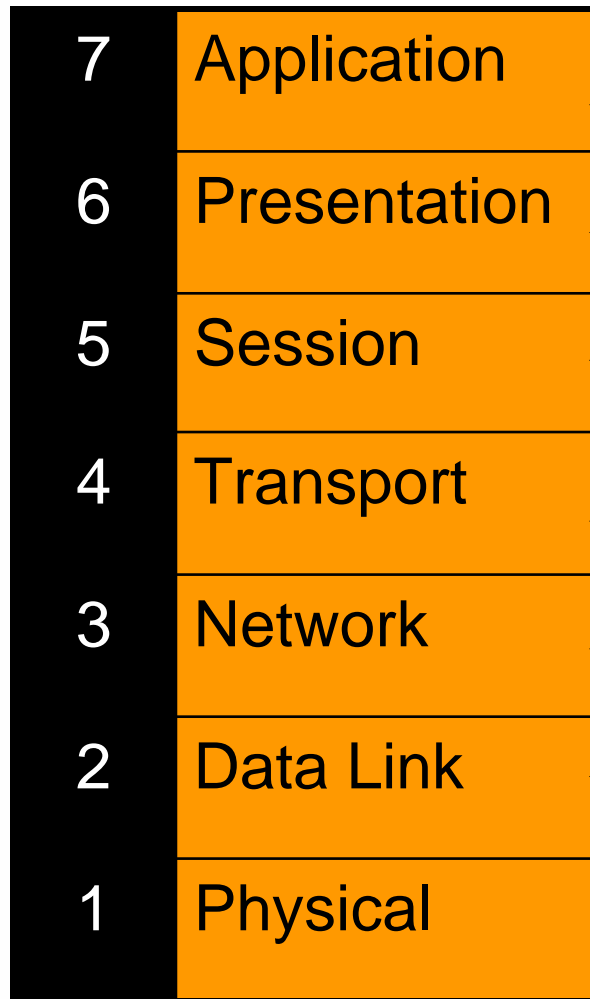 7 Application
6 Presentation
5 Session
4 Transport
3 Network
2 Data Link
1 Physical